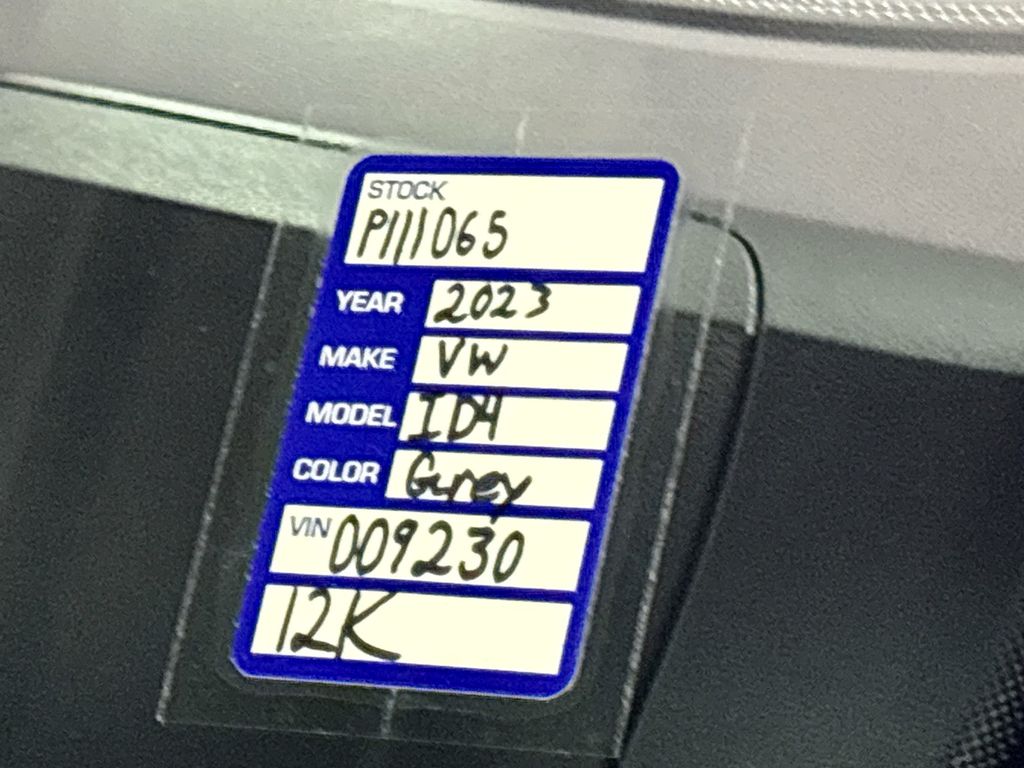 STOCK
P111065
YEAR 2023
MAKE VW
MODEL ID4
COLOR Grey
VIN 009230
12K